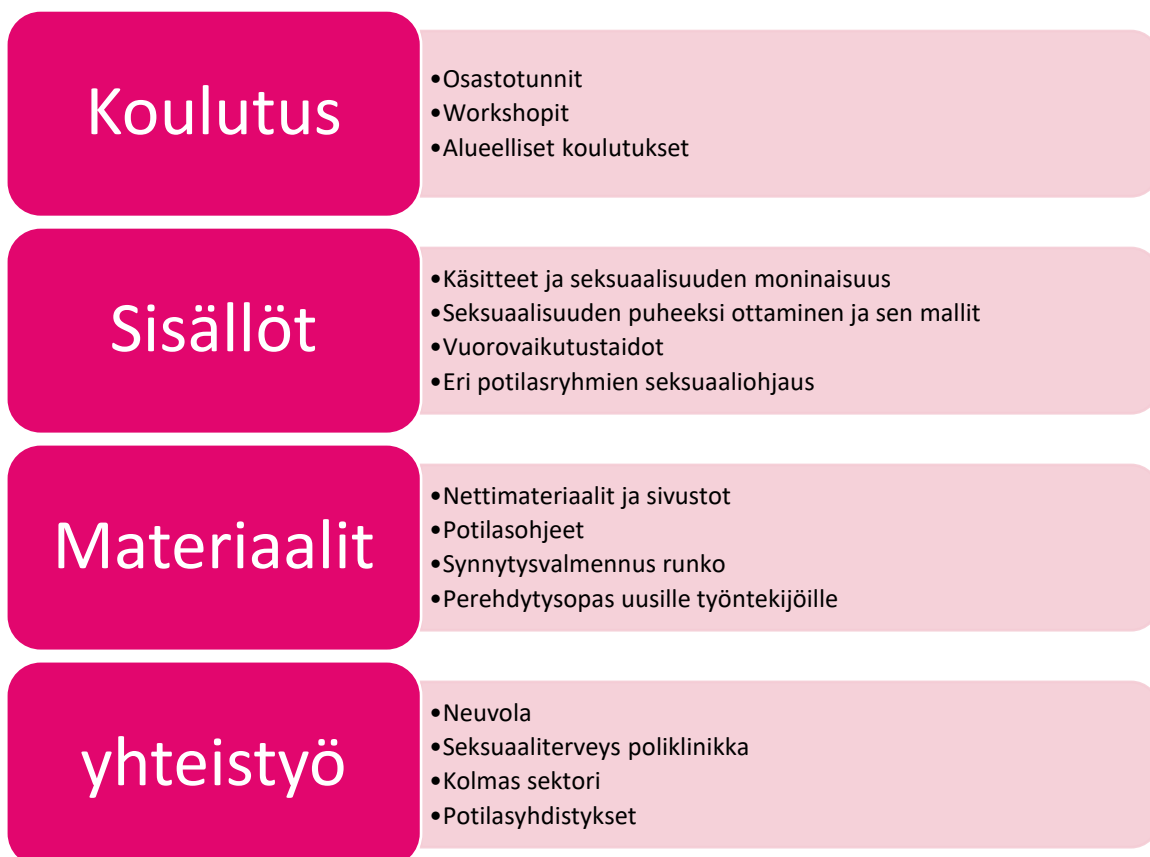 Koulutus
•Osastotunnit
•Workshopit
•Alueelliset koulutukset
Sisällöt
•Käsitteet ja seksuaalisuuden moninaisuus
•Seksuaalisuuden puheeksi ottaminen ja sen mallit
•Vuorovaikutustaidot
•Eri potilasryhmien seksuaaliohjaus
Materiaalit
•Nettimateriaalit ja sivustot
•Potilasohjeet
•Synnytysvalmennus runko
•Perehdytysopas uusille työntekijöille
yhteistyö
•Neuvola
•Seksuaaliterveys poliklinikka
•Kolmas sektori
•Potilasyhdistykset